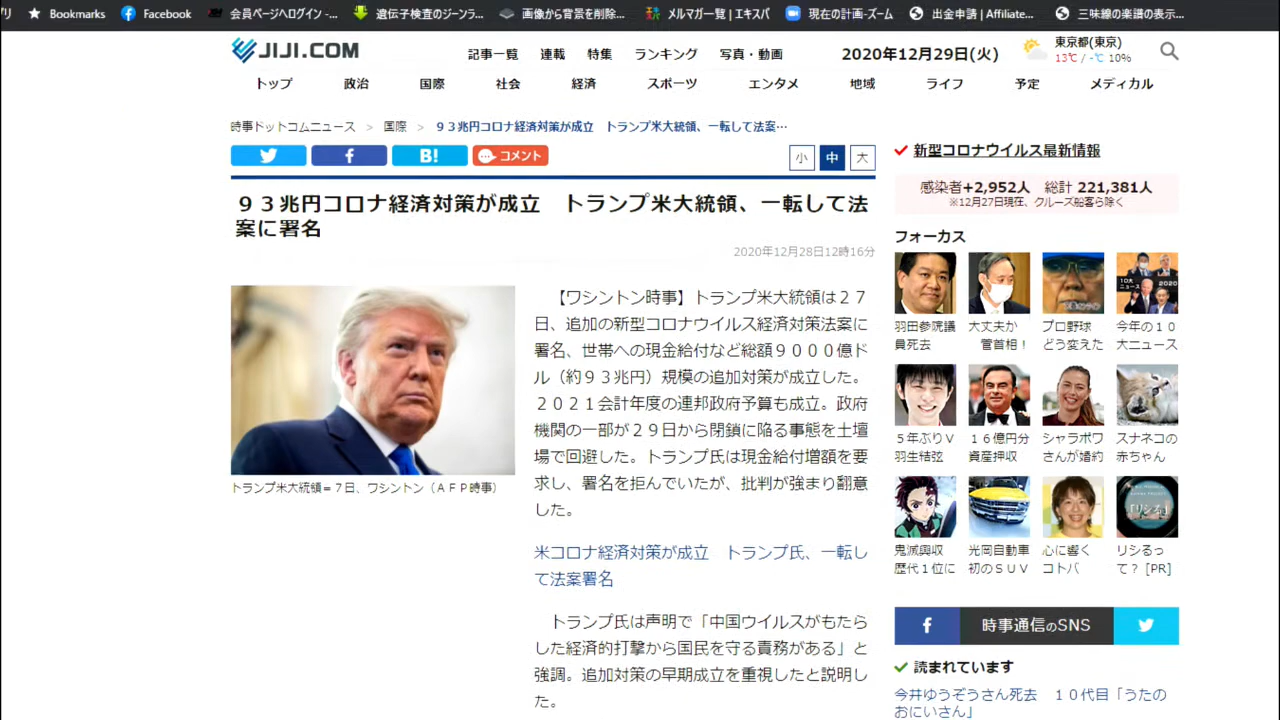 Bookmarks
Facebook
会員ページへログイン -...
遺伝子検査のジーンラ...
画像から背景を削除...
メルマガ一覧 | エキスパ
現在の計画-ズーム
出金申請 | Affiliate...
三味線の楽譜の表示...
JIJI.COM
記事一覧 連載 特集 ランキング 写真・動画
2020年12月29日(火)
東京都(東京)
13℃ / -℃ 10%
トップ 政治 国際 社会 経済 スポーツ エンタメ 地域 ライフ 予定 メディカル
時事ドットコムニュース > 国際 > ９３兆円コロナ経済対策が成立　トランプ米大統領、一転して法案…
B!
コメント
小 中 大
９３兆円コロナ経済対策が成立　トランプ米大統領、一転して法
案に署名
2020年12月28日12時16分
トランプ米大統領＝７日、ワシントン（ＡＦＰ時事）
【ワシントン時事】トランプ米大統領は２７
日、追加の新型コロナウイルス経済対策法案に
署名、世帯への現金給付など総額９０００億ド
ル（約９３兆円）規模の追加対策が成立した。
２０２１会計年度の連邦政府予算も成立。政府
機関の一部が２９日から閉鎖に陥る事態を土壇
場で回避した。トランプ氏は現金給付増額を要
求し、署名を拒んでいたが、批判が強まり翻意
した。
米コロナ経済対策が成立　トランプ氏、一転し
て法案署名
トランプ氏は声明で「中国ウイルスがもたら
した経済的打撃から国民を守る責務がある」と
強調。追加対策の早期成立を重視したと説明し
た。
新型コロナウイルス最新情報
感染者+2,952人　総計 221,381人
※12月27日現在、クルーズ船客ら除く
フォーカス
羽田参院議
員死去
大丈夫か
菅首相！
プロ野球
どう変えた
10大
ニュース
2020
今年の１０
大ニュース
５年ぶりＶ
羽生結弦
１６億円分
資産押収
シャラポワ
さんが婚約
スナネコの
赤ちゃん
鬼滅興収
歴代１位に
光岡自動車
初のＳＵＶ
心に響く
コトバ
「リシる」
リシるっ
て？ [PR]
時事通信のSNS
読まれています
今井ゆうぞうさん死去　１０代目「うたの
おにいさん」